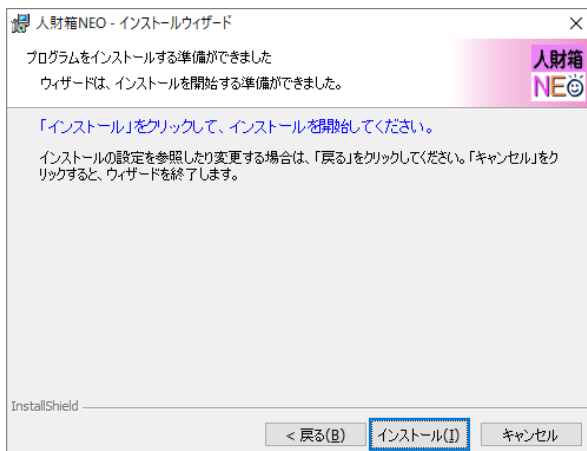 人財箱NEO - インストールウィザード
プログラムをインストールする準備ができました
ウィザードは、インストールを開始する準備ができました。
人財箱
NEO
「インストール」をクリックして、インストールを開始してください。
インストールの設定を参照したり変更する場合は、「戻る」をクリックしてください。「キャンセル」をク
リックすると、ウィザードを終了します。
InstallShield
< 戻る(B)
インストール(I)
キャンセル